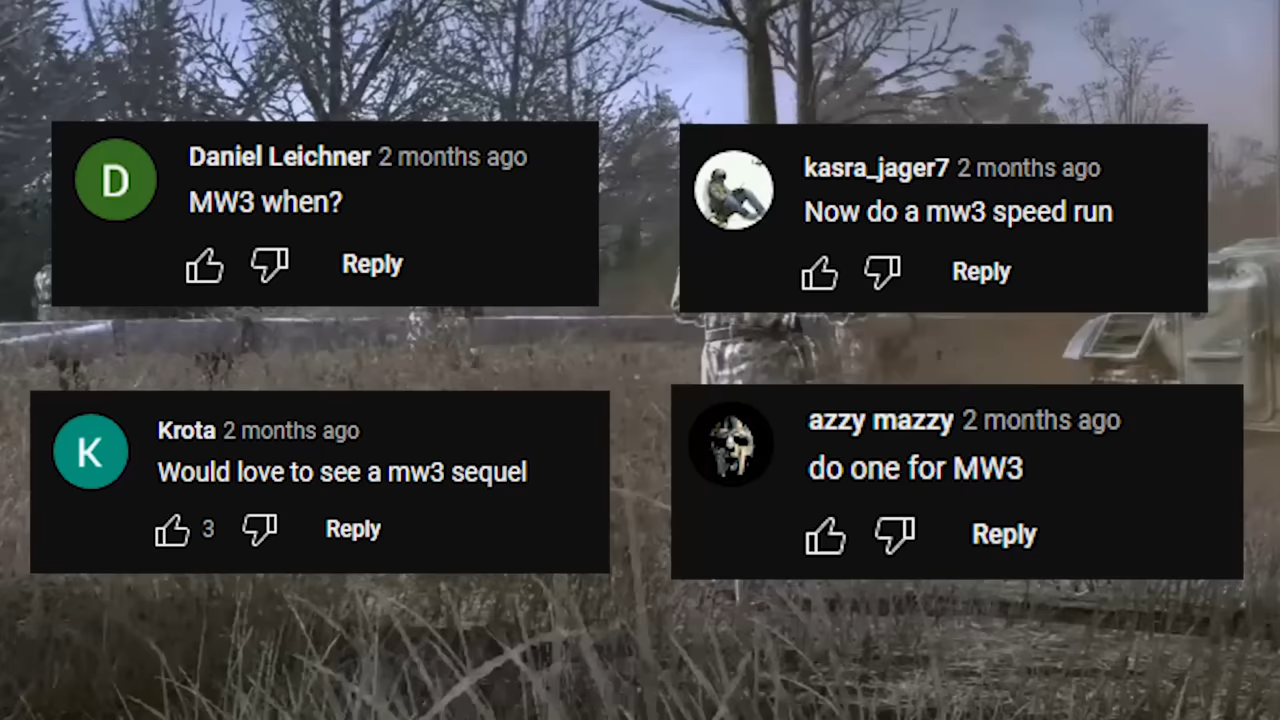 Daniel Leichner 2 months ago
MW3 when?
Reply
kasra_jager7 2 months ago
Now do a mw3 speed run
Reply
Krota 2 months ago
Would love to see a mw3 sequel
3 Reply
azzy mazzy 2 months ago
do one for MW3
Reply
D
K